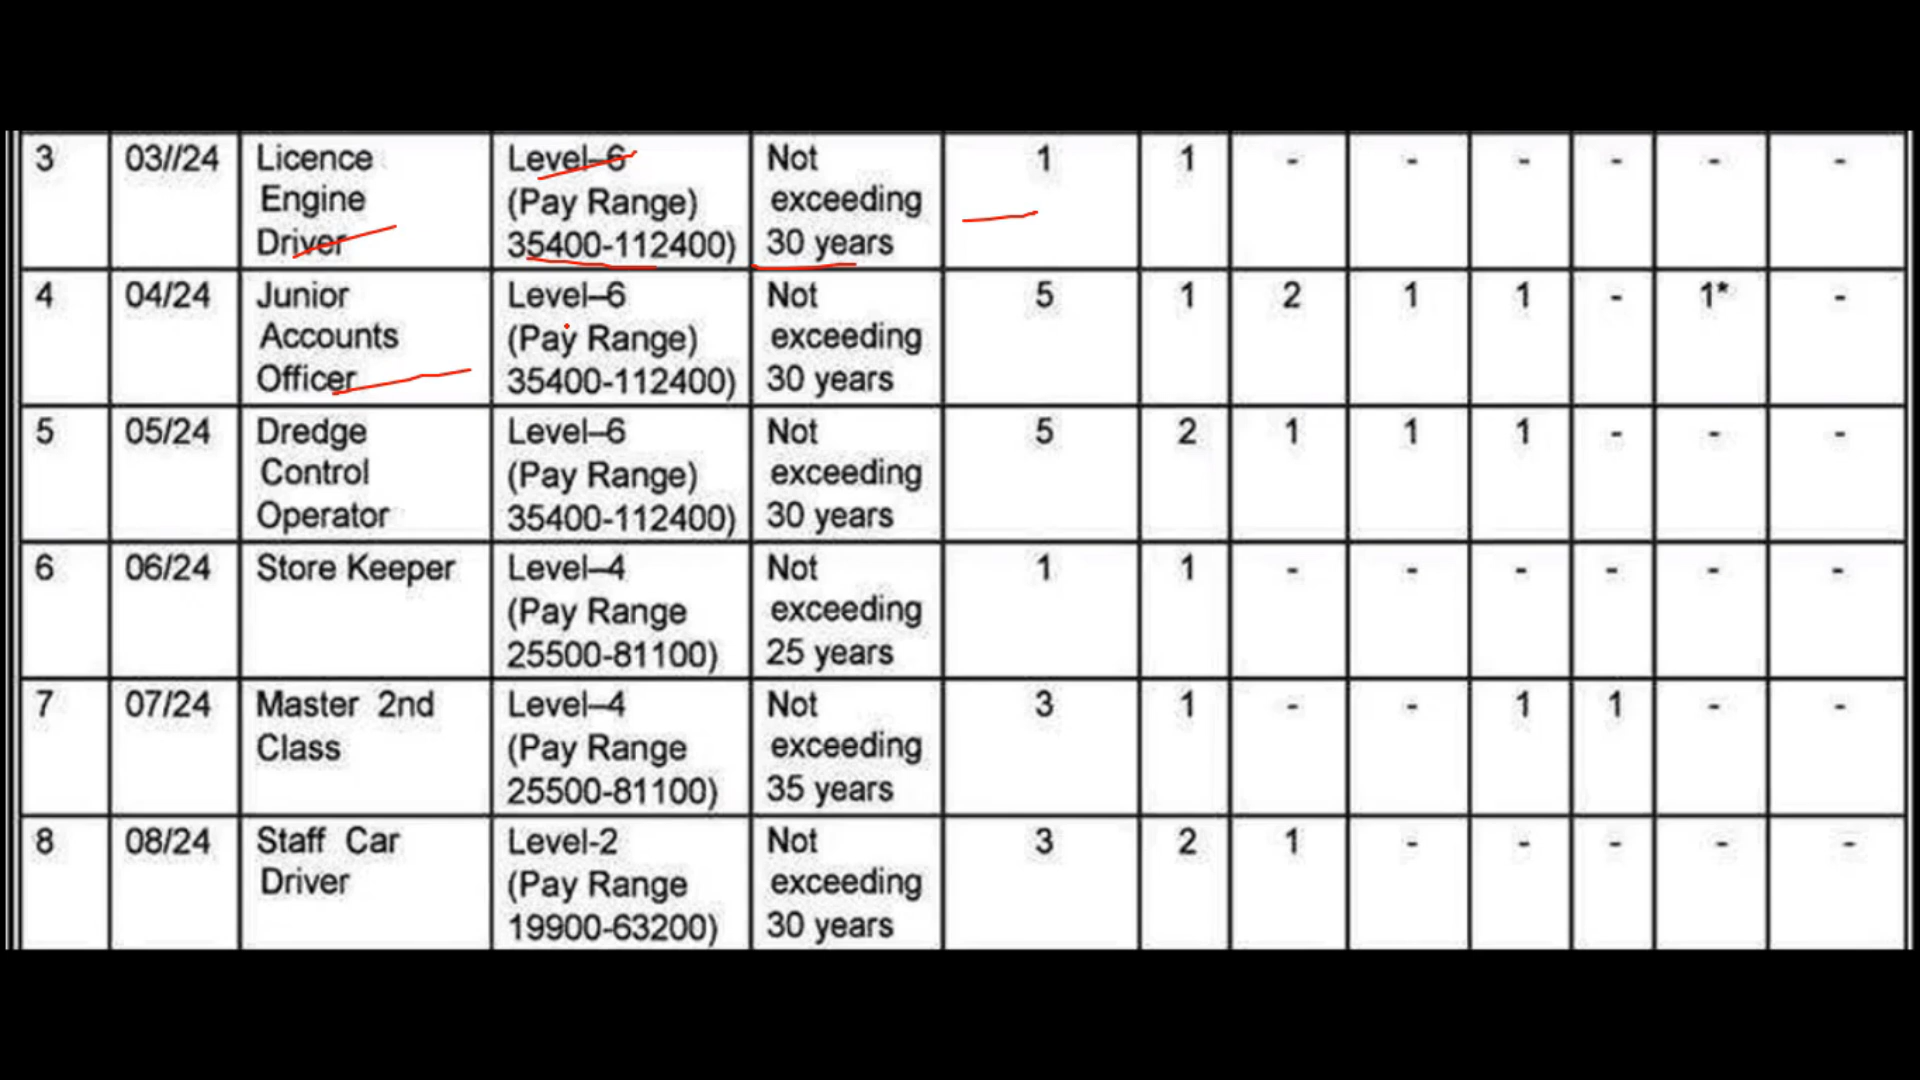 3 03//24 Licence Level–6 Not 1 1 - - - - - -
Engine (Pay Range) exceeding
Driver 35400-112400) 30 years
4 04/24 Junior Level–6 Not 5 1 2 1 1 - 1* -
Accounts (Pay Range) exceeding
Officer 35400-112400) 30 years
5 05/24 Dredge Level–6 Not 5 2 1 1 1 - - -
Control (Pay Range) exceeding
Operator 35400-112400) 30 years
6 06/24 Store Keeper Level–4 Not 1 1 - - - - - -
(Pay Range exceeding
25500-81100) 25 years
7 07/24 Master 2nd Level–4 Not 3 1 - - 1 1 - -
Class (Pay Range exceeding
25500-81100) 35 years
8 08/24 Staff Car Level-2 Not 3 2 1 - - - - -
Driver (Pay Range exceeding
19900-63200) 30 years